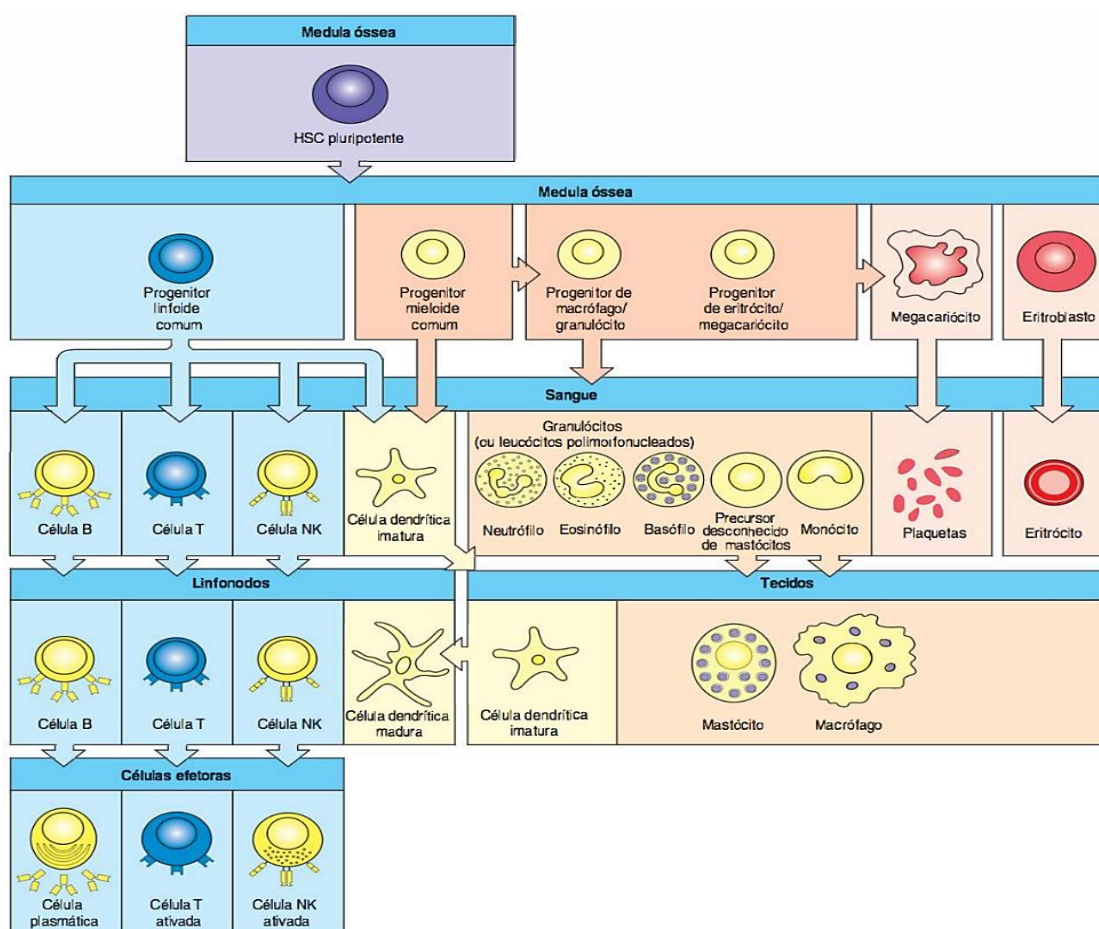 Medula óssea
HSC pluripotente
Medula óssea
Progenitor
linfoide
comum
Progenitor
mieloide
comum
Progenitor de
macrófago/
granulócito
Progenitor
de eritrócito/
megacariócito
Megacariócito
Eritroblasto
Sangue
Célula B
Célula T
Célula NK
Célula dendrítica
imatura
Granulócitos
(ou leucócitos polimorfonucleados)
Neutrófilo
Eosinófilo
Basófilo
Precursor
desconhecido
de mastócitos
Monócito
Plaquetas
Eritrócito
Linfonodos
Tecidos
Célula B
Célula T
Célula NK
Célula dendrítica
madura
Célula dendrítica
imatura
Mastócito
Macrófago
Células efetoras
Célula
plasmática
Célula T
ativada
Célula NK
ativada